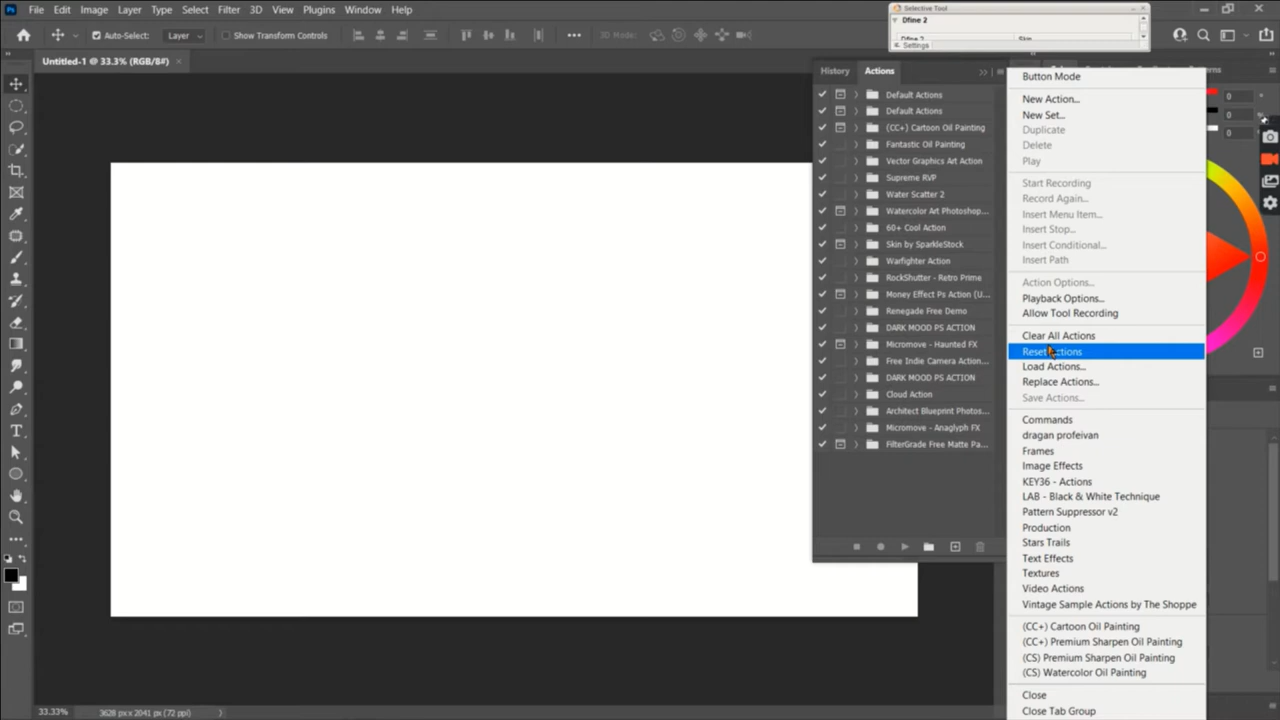 Ps File Edit Image Layer Type Select Filter 3D View Plugins Window Help
Selective Tool
Dfine 2
Settings
Auto-Select: Layer Show Transform Controls 3D Mode:
Untitled-1 @ 33.3% (RGB/8#)
History Actions
Default Actions
Default Actions
(CC+) Cartoon Oil Painting
Fantastic Oil Painting
Vector Graphics Art Action
Supreme RVP
Water Scatter 2
Watercolor Art Photoshop...
60+ Cool Action
Skin by SparkleStock
Warfighter Action
RockShutter - Retro Prime
Money Effect Ps Action (U...
Renegade Free Demo
DARK MOOD PS ACTION
Micromove - Haunted FX
Free Indie Camera Action...
DARK MOOD PS ACTION
Cloud Action
Architect Blueprint Photos...
Micromove - Anaglyph FX
FilterGrade Free Matte Pa...
Button Mode
New Action...
New Set...
Duplicate
Delete
Play
Start Recording
Record Again...
Insert Menu Item...
Insert Stop...
Insert Conditional...
Insert Path
Action Options...
Playback Options...
Allow Tool Recording
Clear All Actions
Reset Actions
Load Actions...
Replace Actions...
Save Actions...
Commands
dragan profeivan
Frames
Image Effects
KEY36 - Actions
LAB - Black & White Technique
Pattern Suppressor v2
Production
Stars Trails
Text Effects
Textures
Video Actions
Vintage Sample Actions by The Shoppe
(CC+) Cartoon Oil Painting
(CC+) Premium Sharpen Oil Painting
(CS) Premium Sharpen Oil Painting
(CS) Watercolor Oil Painting
Close
Close Tab Group
0
0
0
33.33% 3628 px x 2041 px (72 ppi)